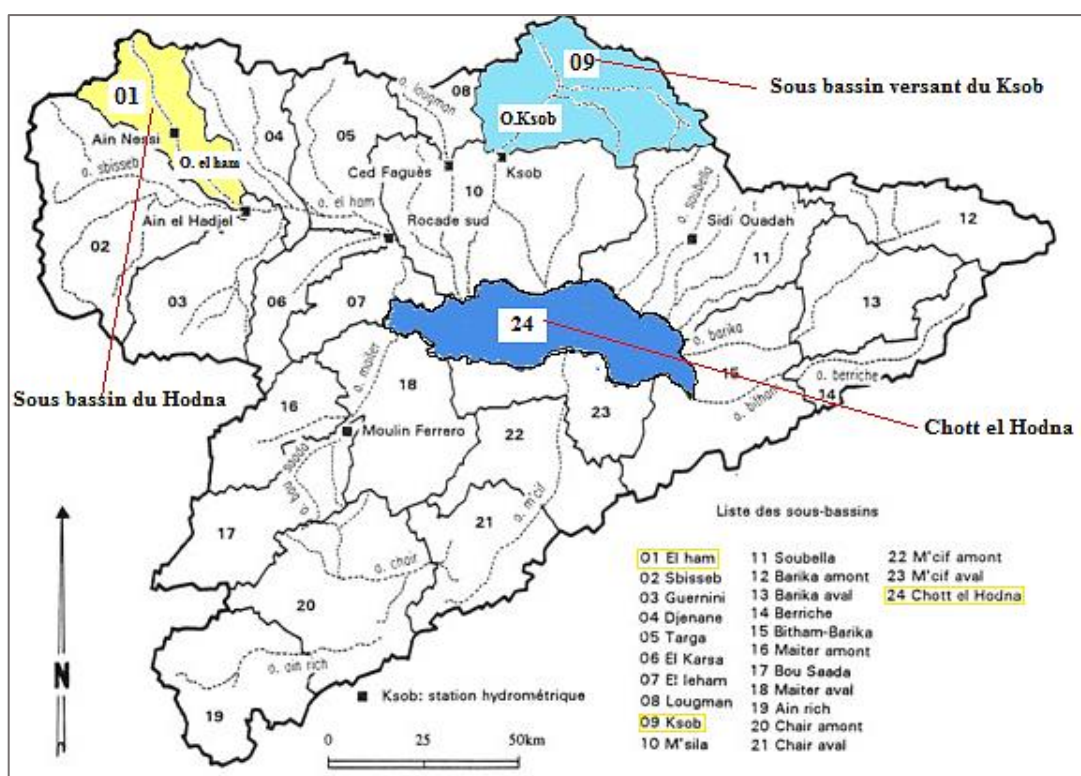 09
Sous bassin versant du Ksob
01
08
o. lougman
04
05
O.Ksob
Ain Nessi
O. el ham
Ced Faguès
Ksob
o. sbisseb
10
o. soubella
o. el ham
Ain el Hadjel
Rocade sud
Sidi Ouadah
12
02
11
03
06
07
13
24
o. barika
o. maiter
15
o. berriche
Sous bassin du Hodna
18
o. bitham
14
16
23
Chott el Hodna
Moulin Ferrero
22
o. bou saada
o. m'cif
17
21
o. chair
20
o. ain rich
19
N
Ksob: station hydrométrique
0 25 50km
Liste des sous-bassins
01 El ham
02 Sbisseb
03 Guernini
04 Djenane
05 Targa
06 El Karsa
07 El leham
08 Lougman
09 Ksob
10 M'sila
11 Soubella
12 Barika amont
13 Barika aval
14 Berriche
15 Bitham-Barika
16 Maiter amont
17 Bou Saada
18 Maiter aval
19 Ain rich
20 Chair amont
21 Chair aval
22 M'cif amont
23 M'cif aval
24 Chott el Hodna